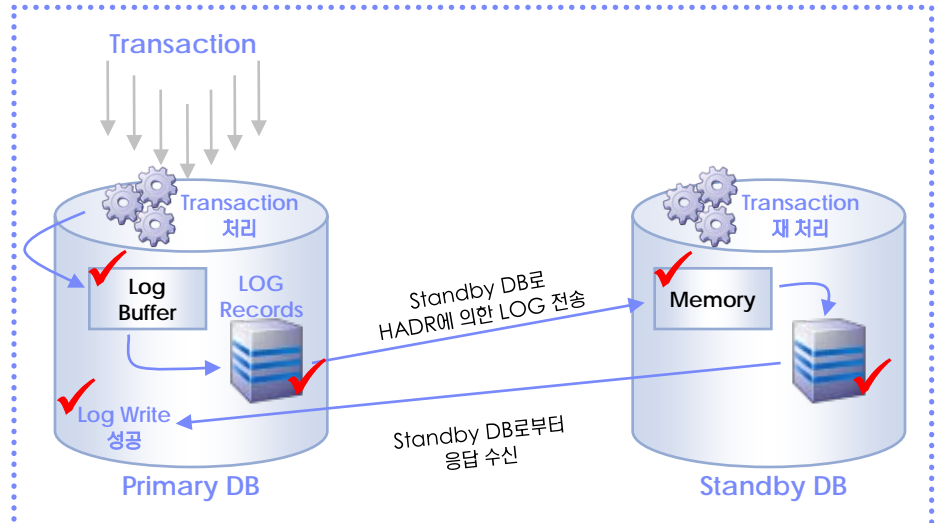 Transaction
Transaction
처리
Log
Buffer
LOG
Records
Log Write
성공
Primary DB
Standby DB로
HADR에 의한 LOG 전송
Standby DB로부터
응답 수신
Transaction
재 처리
Memory
Standby DB